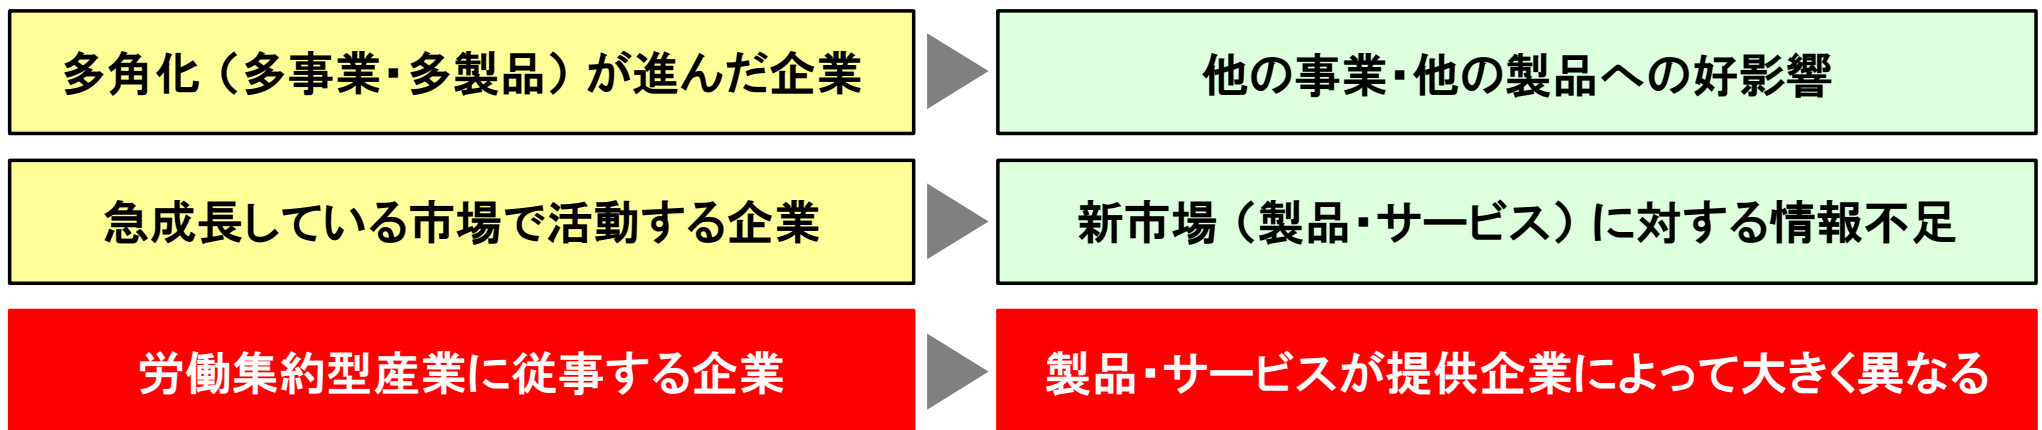 多角化（多事業・多製品）が進んだ企業
他の事業・他の製品への好影響
急成長している市場で活動する企業
新市場（製品・サービス）に対する情報不足
労働集約型産業に従事する企業
製品・サービスが提供企業によって大きく異なる